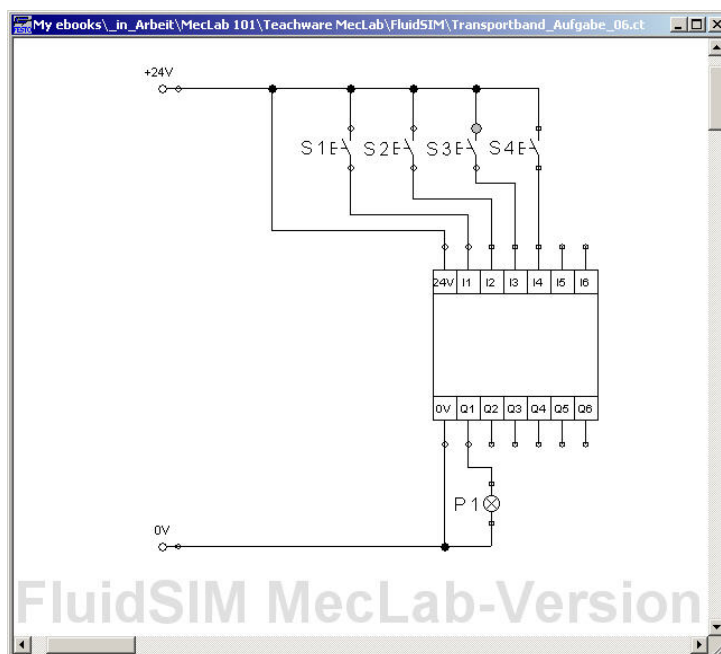 My ebooks\_in_Arbeit\MecLab 101\Teachware MecLab\FluidSIM\Transportband_Aufgabe_06.ct
+24V
S1E S2E S3E S4E
24V I1 I2 I3 I4 I5 I6
0V Q1 Q2 Q3 Q4 Q5 Q6
P1
0V
FluidSIM MecLab-Version